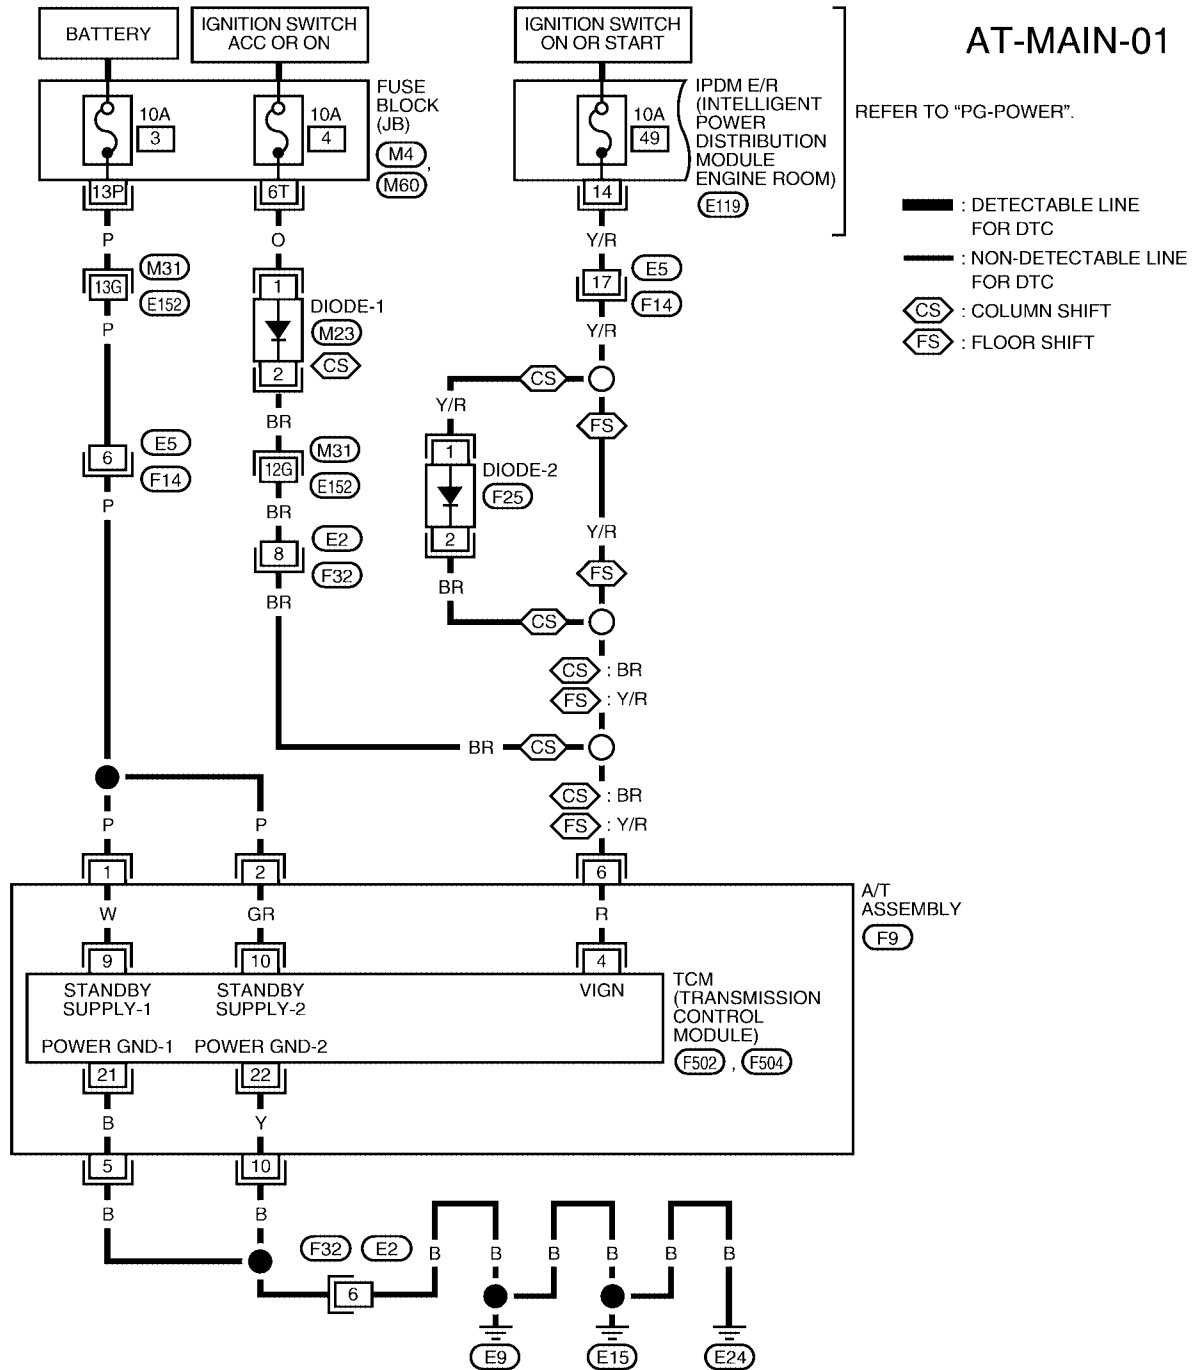 AT-MAIN-01
BATTERY
IGNITION SWITCH
ACC OR ON
IGNITION SWITCH
ON OR START
FUSE
BLOCK
(JB)
M4
,
M60
10A
3
10A
4
10A
49
IPDM E/R
(INTELLIGENT
POWER
DISTRIBUTION
MODULE
ENGINE ROOM)
E119
REFER TO "PG-POWER".
: DETECTABLE LINE
FOR DTC
: NON-DETECTABLE LINE
FOR DTC
CS : COLUMN SHIFT
FS : FLOOR SHIFT
13P
6T
14
P
O
Y/R
13G
M31
E152
1
17
E5
F14
P
DIODE-1
M23
CS
2
Y/R
CS
Y/R
FS
BR
6
E5
F14
12G
M31
E152
1
DIODE-2
F25
2
P
BR
Y/R
8
E2
F32
FS
BR
BR
CS
CS : BR
FS : Y/R
BR
CS
CS : BR
FS : Y/R
P
P
1
2
6
A/T
ASSEMBLY
F9
W
GR
R
9
10
4
STANDBY
SUPPLY-1
STANDBY
SUPPLY-2
VIGN
TCM
(TRANSMISSION
CONTROL
MODULE)
F502 , F504
POWER GND-1
POWER GND-2
21
22
B
Y
5
10
B
B
F32
E2
B
B
B
B
B
B
6
E9
E15
E24